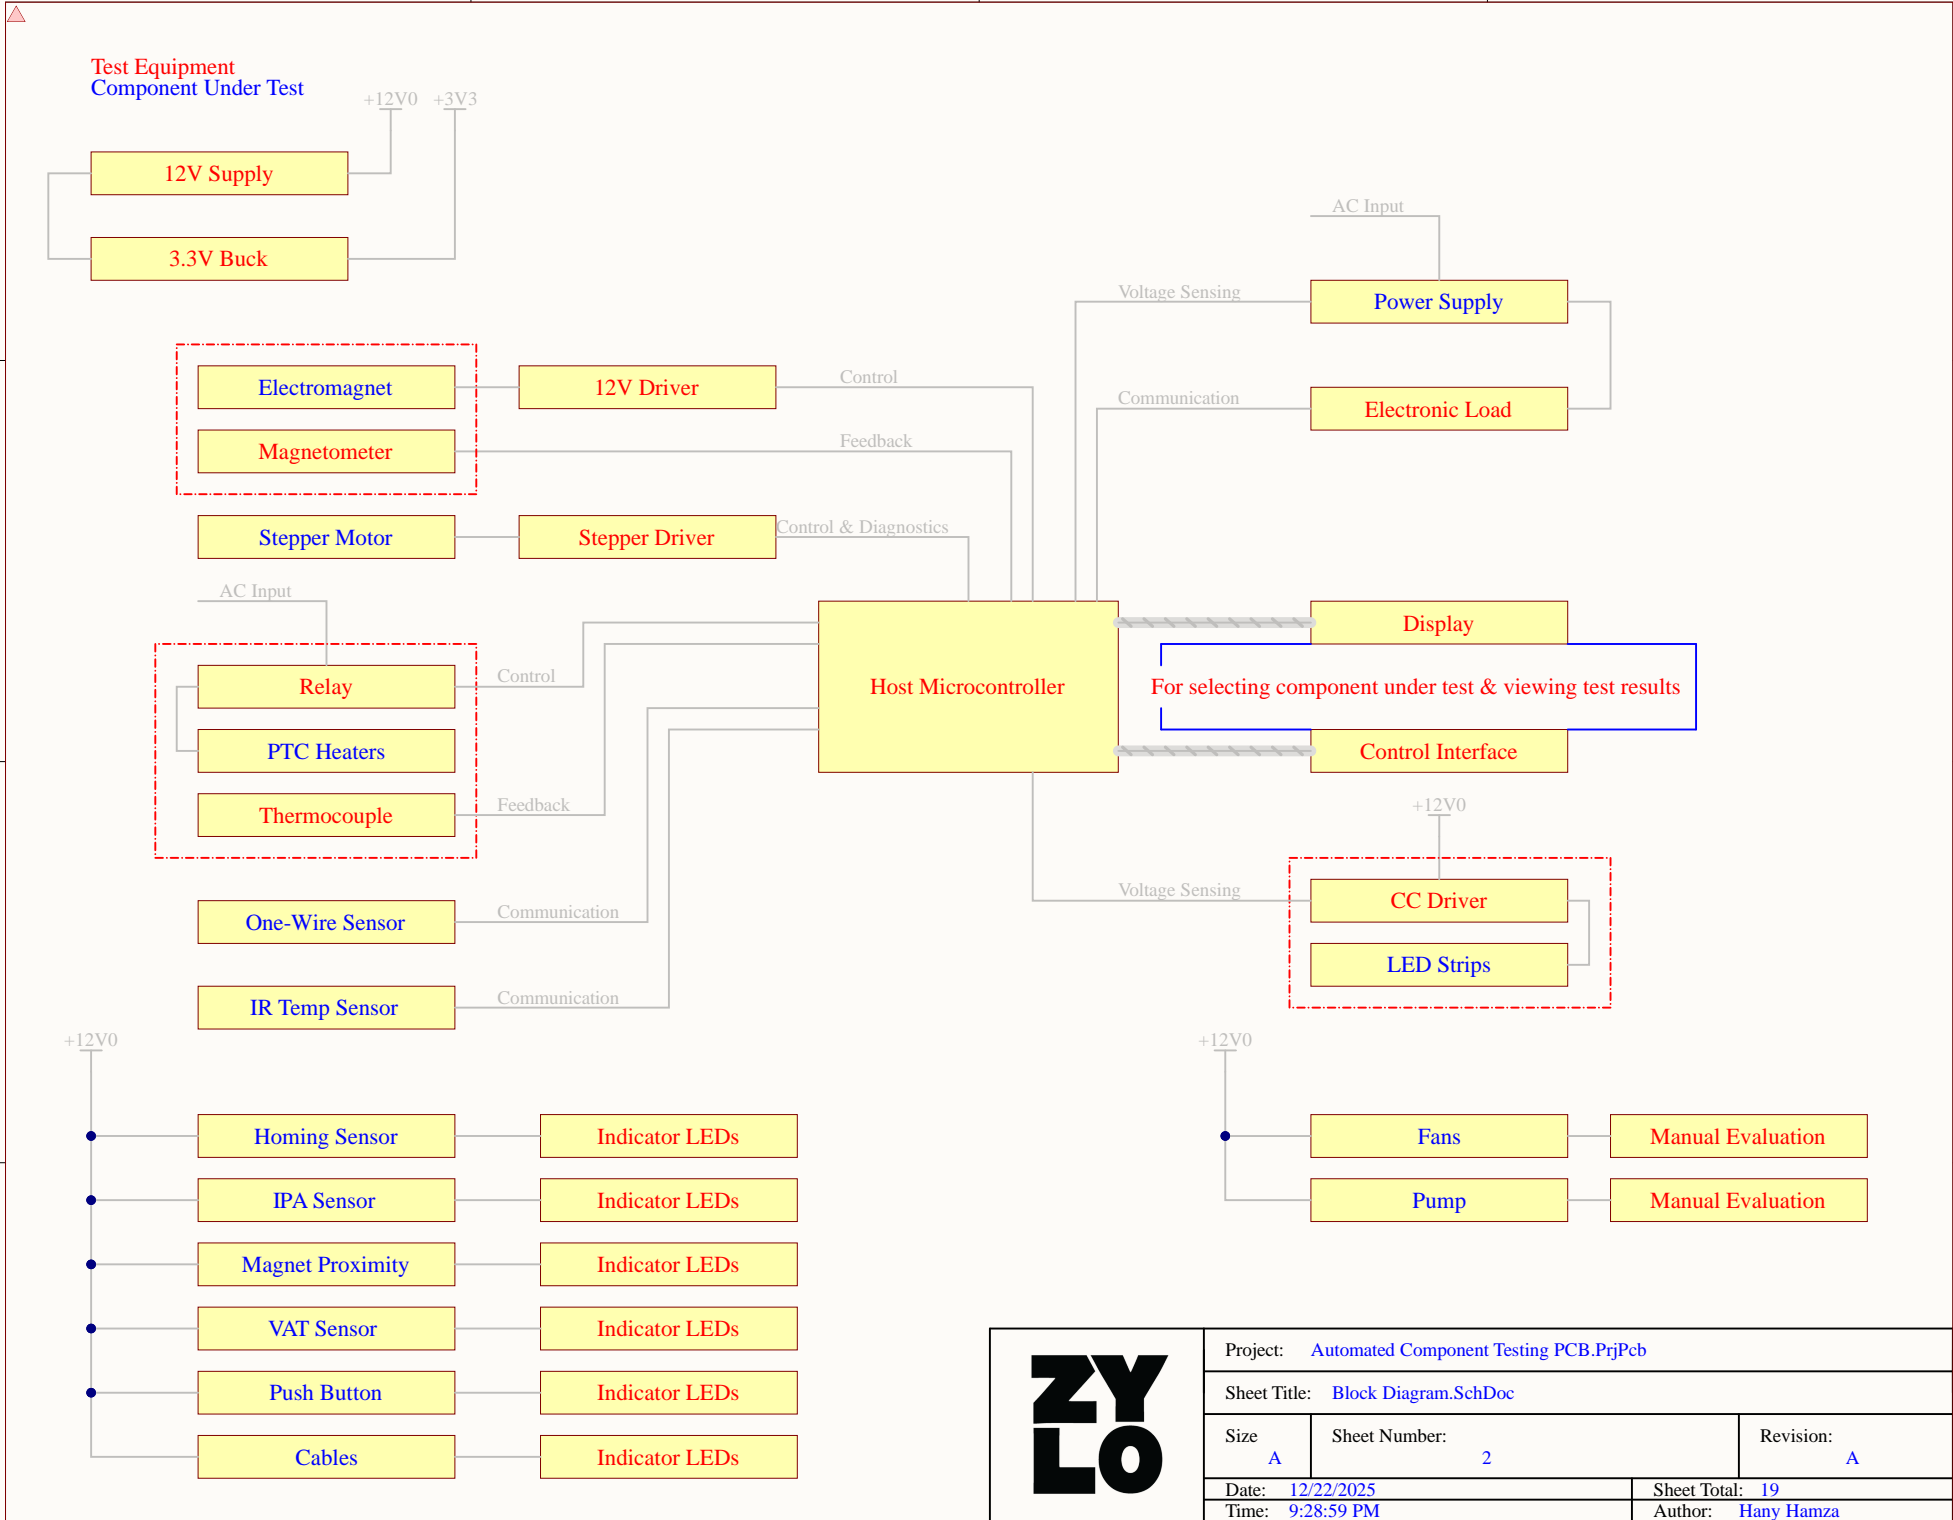 Test Equipment
Component Under Test
+12V0 +3V3
12V Supply
3.3V Buck
AC Input
Voltage Sensing
Power Supply
Communication
Electronic Load
Electromagnet
12V Driver
Control
Magnetometer
Feedback
Stepper Motor
Stepper Driver
Control & Diagnostics
AC Input
Relay
Control
PTC Heaters
Thermocouple
Feedback
Host Microcontroller
Display
For selecting component under test & viewing test results
Control Interface
+12V0
Voltage Sensing
CC Driver
LED Strips
One-Wire Sensor
Communication
IR Temp Sensor
Communication
+12V0
Homing Sensor
Indicator LEDs
IPA Sensor
Indicator LEDs
Magnet Proximity
Indicator LEDs
VAT Sensor
Indicator LEDs
Push Button
Indicator LEDs
Cables
Indicator LEDs
+12V0
Fans
Manual Evaluation
Pump
Manual Evaluation
ZY
LO
Project: Automated Component Testing PCB.PrjPcb
Sheet Title: Block Diagram.SchDoc
Size
A
Sheet Number:
2
Revision:
A
Date: 12/22/2025
Sheet Total: 19
Time: 9:28:59 PM
Author: Hany Hamza